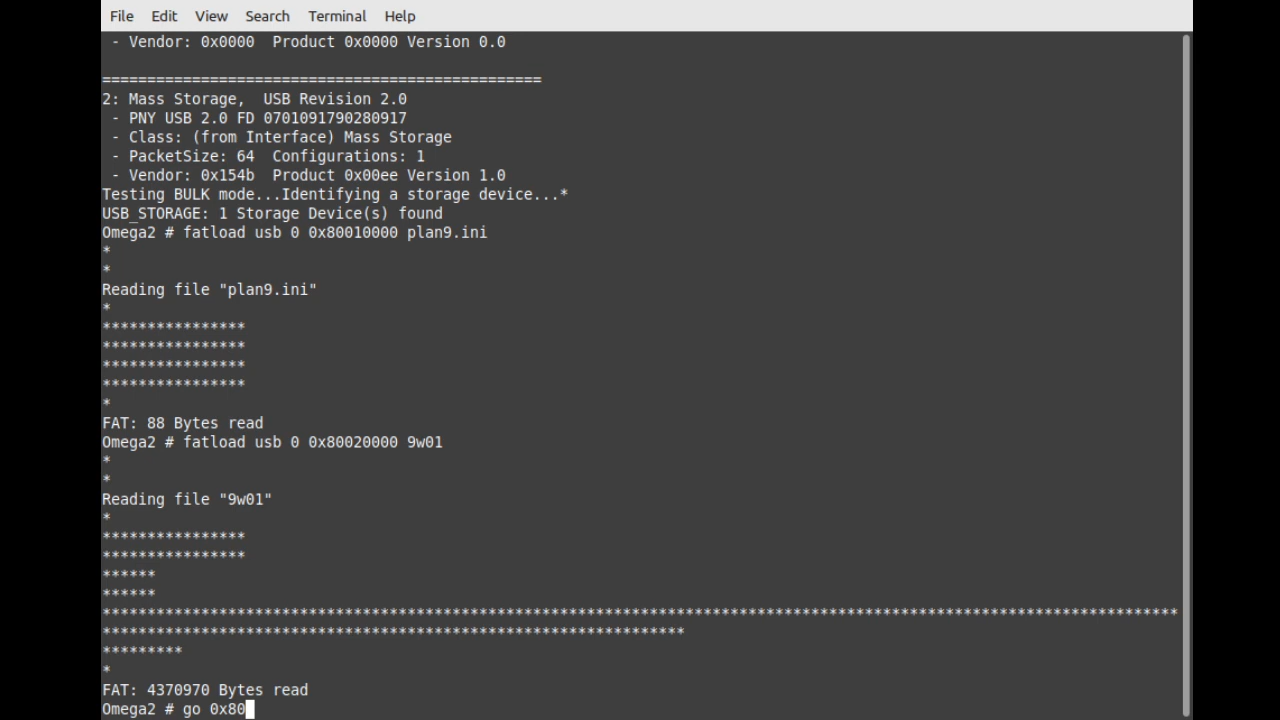 File Edit View Search Terminal Help
- Vendor: 0x0000  Product 0x0000 Version 0.0
=================================================
2: Mass Storage,  USB Revision 2.0
- PNY USB 2.0 FD 0701091790280917
- Class: (from Interface) Mass Storage
- PacketSize: 64  Configurations: 1
- Vendor: 0x154b  Product 0x00ee Version 1.0
Testing BULK mode...Identifying a storage device...*
USB_STORAGE: 1 Storage Device(s) found
Omega2 # fatload usb 0 0x80010000 plan9.ini
*
*
Reading file "plan9.ini"
*
****************
****************
****************
****************
*
FAT: 88 Bytes read
Omega2 # fatload usb 0 0x80020000 9w01
*
*
Reading file "9w01"
*
****************
****************
******
******
************************************************************************************************************************
*****************************************************************
*********
*
FAT: 4370970 Bytes read
Omega2 # go 0x80